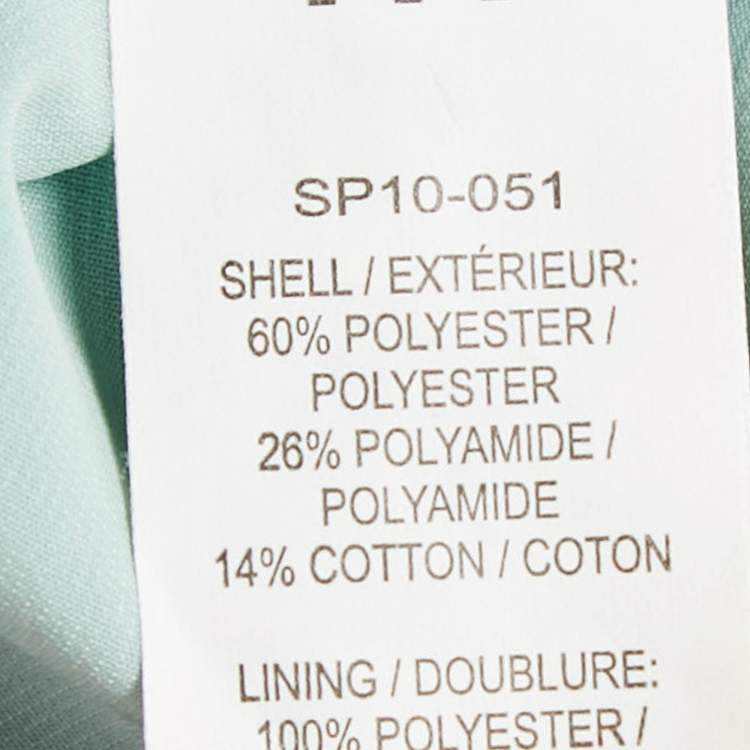 SP10-051
SHELL / EXTÉRIEUR:
60% POLYESTER /
POLYESTER
26% POLYAMIDE /
POLYAMIDE
14% COTTON / COTON
LINING / DOUBLURE:
100% POLYESTER /